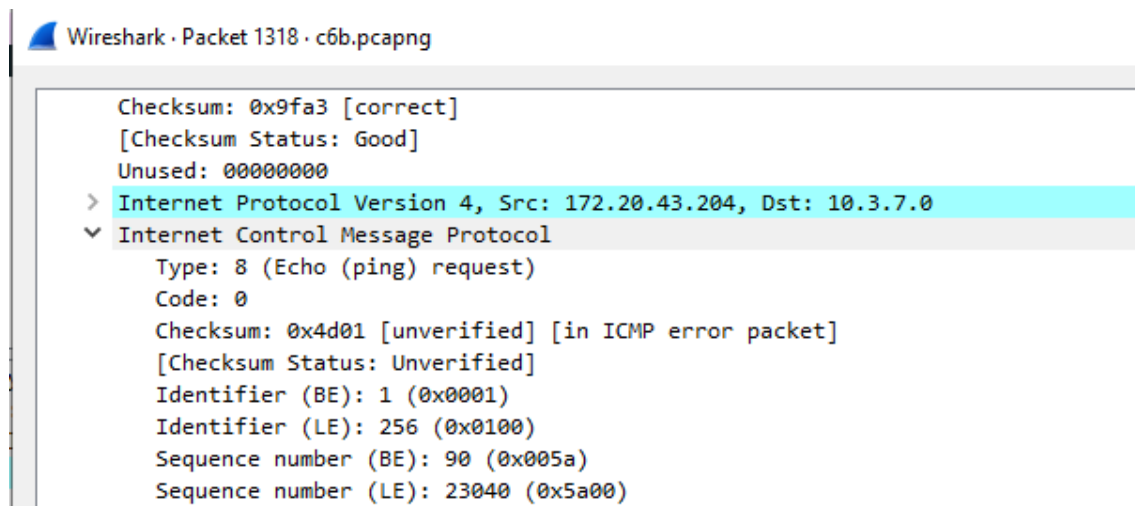 Wireshark · Packet 1318 · c6b.pcapng
Checksum: 0x9fa3 [correct]
[Checksum Status: Good]
Unused: 00000000
> Internet Protocol Version 4, Src: 172.20.43.204, Dst: 10.3.7.0
Internet Control Message Protocol
Type: 8 (Echo (ping) request)
Code: 0
Checksum: 0x4d01 [unverified] [in ICMP error packet]
[Checksum Status: Unverified]
Identifier (BE): 1 (0x0001)
Identifier (LE): 256 (0x0100)
Sequence number (BE): 90 (0x005a)
Sequence number (LE): 23040 (0x5a00)